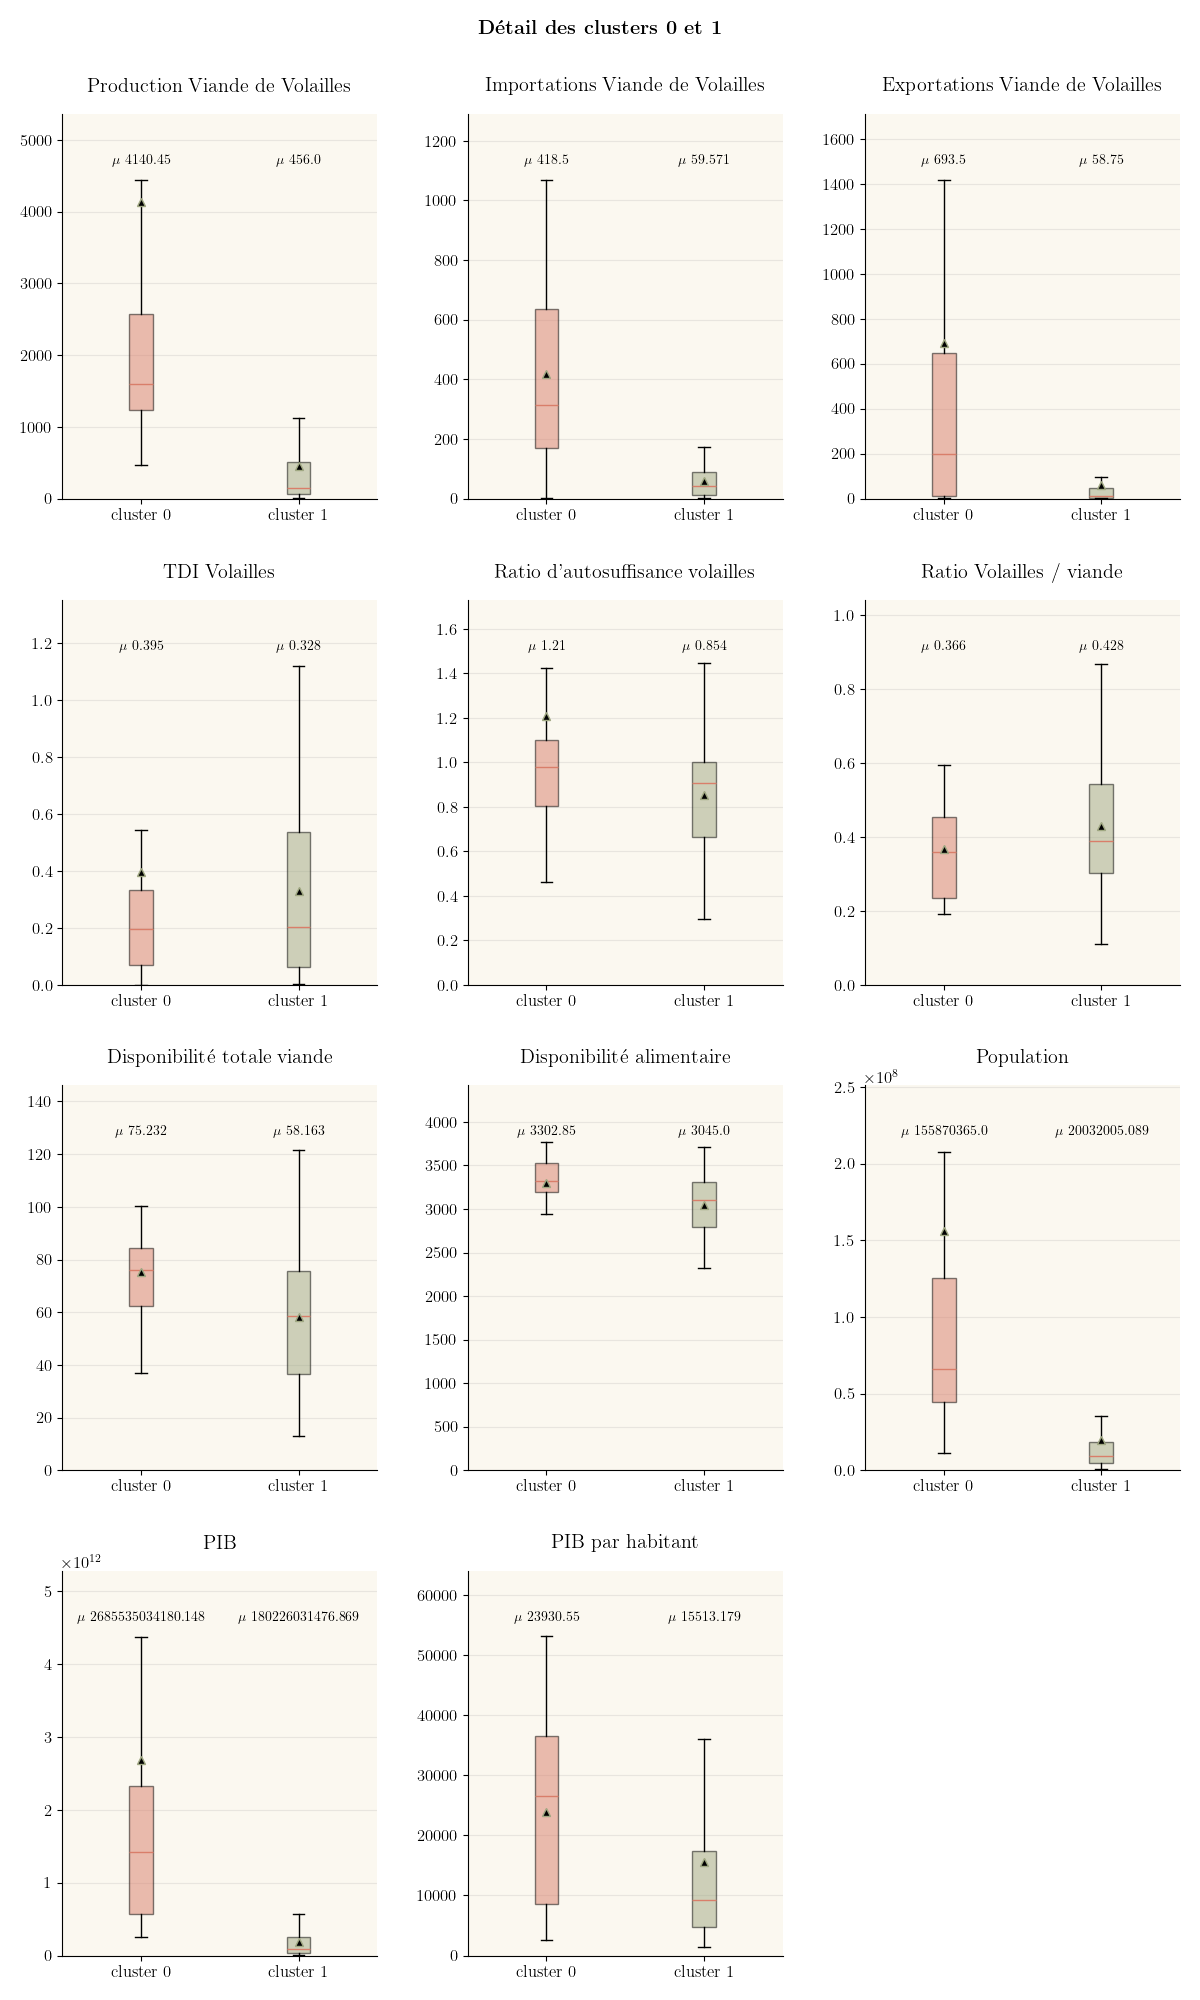 Détail des clusters 0 et 1
Production Viande de Volailles
5000
4000
3000
2000
1000
0
μ 4140.45
μ 456.0
cluster 0
cluster 1
Importations Viande de Volailles
1200
1000
800
600
400
200
0
μ 418.5
μ 59.571
cluster 0
cluster 1
Exportations Viande de Volailles
1600
1400
1200
1000
800
600
400
200
0
μ 693.5
μ 58.75
cluster 0
cluster 1
TDI Volailles
1.2
1.0
0.8
0.6
0.4
0.2
0.0
μ 0.395
μ 0.328
cluster 0
cluster 1
Ratio d'autosuffisance volailles
1.6
1.4
1.2
1.0
0.8
0.6
0.4
0.2
0.0
μ 1.21
μ 0.854
cluster 0
cluster 1
Ratio Volailles / viande
1.0
0.8
0.6
0.4
0.2
0.0
μ 0.366
μ 0.428
cluster 0
cluster 1
Disponibilité totale viande
140
120
100
80
60
40
20
0
μ 75.232
μ 58.163
cluster 0
cluster 1
Disponibilité alimentaire
4000
3500
3000
2500
2000
1500
1000
500
0
μ 3302.85
μ 3045.0
cluster 0
cluster 1
Population
×10⁸
2.5
2.0
1.5
1.0
0.5
0.0
μ 155870365.0
μ 20032005.089
cluster 0
cluster 1
PIB
×10¹²
5
4
3
2
1
0
μ 2685535034180.148
μ 180226031476.869
cluster 0
cluster 1
PIB par habitant
60000
50000
40000
30000
20000
10000
0
μ 23930.55
μ 15513.179
cluster 0
cluster 1